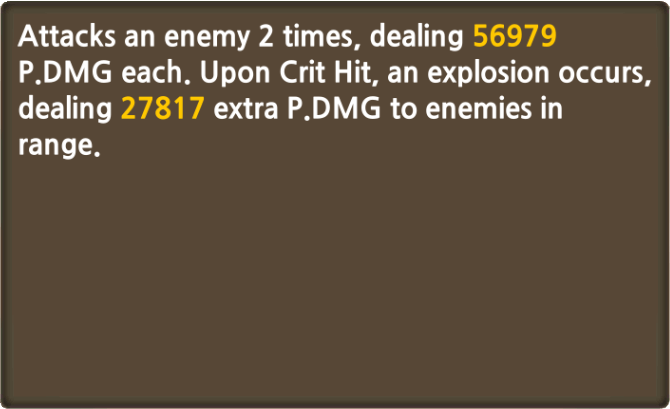 Attacks an enemy 2 times, dealing 56979
P.DMG each. Upon Crit Hit, an explosion occurs,
dealing 27817 extra P.DMG to enemies in
range.